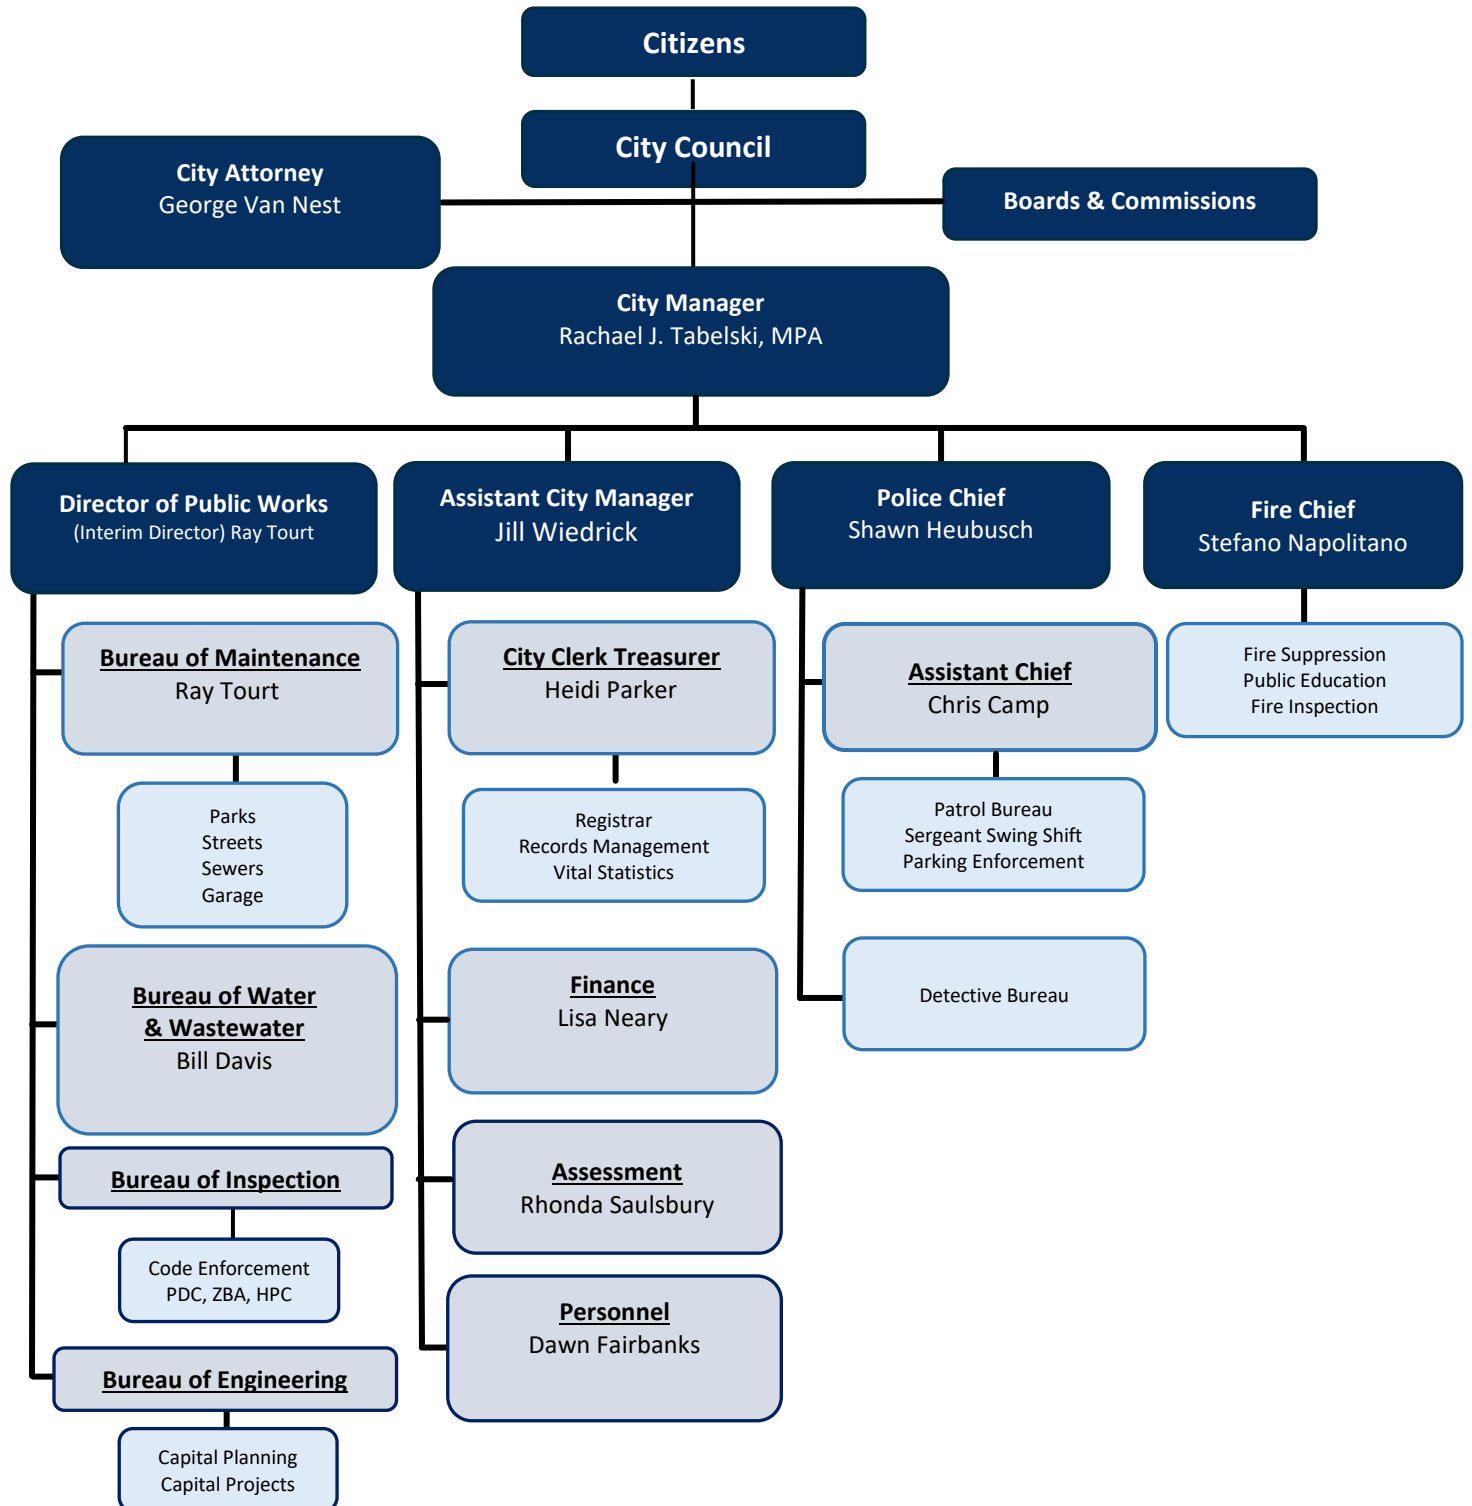 Citizens
City Council
City Attorney
George Van Nest
Boards & Commissions
City Manager
Rachael J. Tabelski, MPA
Director of Public Works
(Interim Director) Ray Tourt
Assistant City Manager
Jill Wiedrick
Police Chief
Shawn Heubusch
Fire Chief
Stefano Napolitano
Bureau of Maintenance
Ray Tourt
Parks
Streets
Sewers
Garage
Bureau of Water
& Wastewater
Bill Davis
Bureau of Inspection
Code Enforcement
PDC, ZBA, HPC
Bureau of Engineering
Capital Planning
Capital Projects
City Clerk Treasurer
Heidi Parker
Registrar
Records Management
Vital Statistics
Finance
Lisa Neary
Assessment
Rhonda Saulsbury
Personnel
Dawn Fairbanks
Assistant Chief
Chris Camp
Patrol Bureau
Sergeant Swing Shift
Parking Enforcement
Detective Bureau
Fire Suppression
Public Education
Fire Inspection